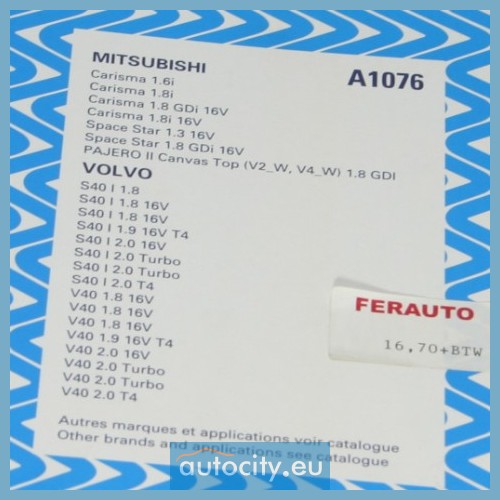 MITSUBISHI A1076
Carisma 1.6i
Carisma 1.8i
Carisma 1.8 GDi 16V
Carisma 1.8i 16V
Space Star 1.3 16V
Space Star 1.8 GDi 16V
PAJERO II Canvas Top (V2_W, V4_W) 1.8 GDI
VOLVO
S40 I 1.8
S40 I 1.8 16V
S40 I 1.8 16V
S40 I 1.9 16V T4
S40 I 2.0 16V
S40 I 2.0 Turbo
S40 I 2.0 Turbo
S40 I 2.0 T4
V40 1.8 16V
V40 1.8 16V
V40 1.8 16V
V40 1.9 16V T4
V40 2.0 16V
V40 2.0 Turbo
V40 2.0 Turbo
V40 2.0 T4
FERAUTO
16,70+BTW
Autres marques et applications voir catalogue
Other brands and applications see catalogue
autocity.eu